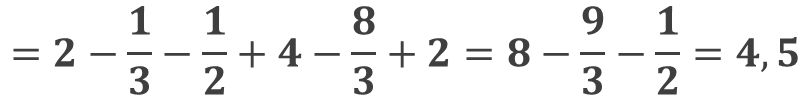 = 2 − 1/3 − 1/2 + 4 − 8/3 + 2 = 8 − 9/3 − 1/2 = 4,5